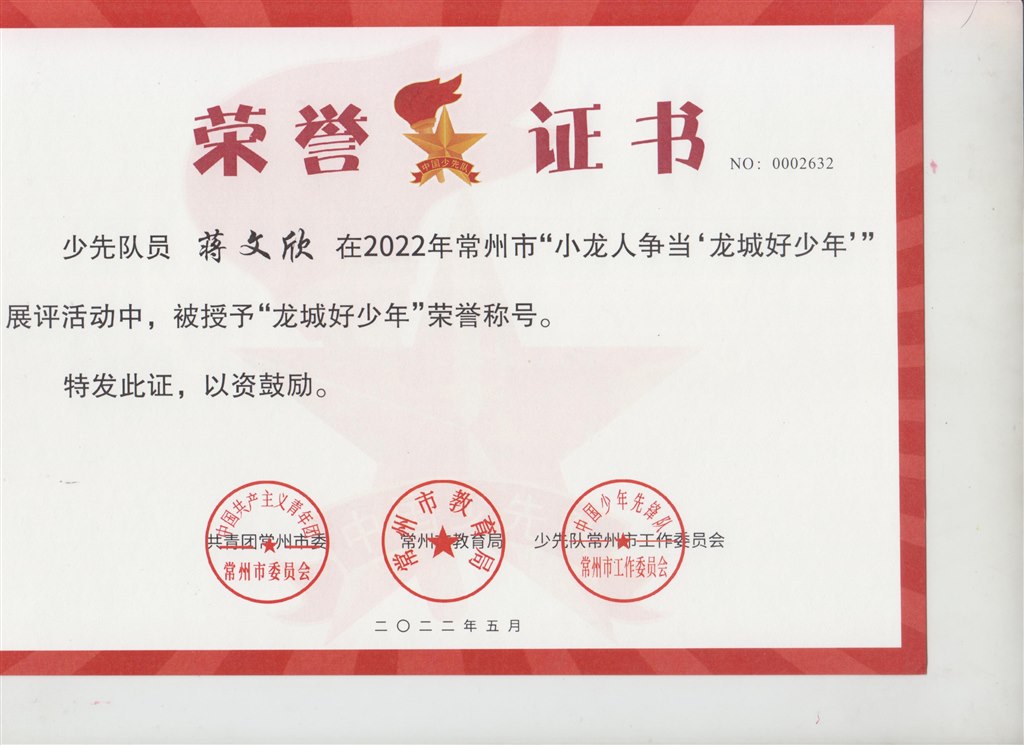 荣誉 证书
中国少先队
NO：0002632
少先队员 蒋文欣 在2022年常州市“小龙人争当‘龙城好少年’”
展评活动中，被授予“龙城好少年”荣誉称号。
特发此证，以资鼓励。
中国共产主义青年团
常州市委员会
共青团常州市委
常州市教育局
常州市教育局
中国少年先锋队
常州市工作委员会
少先队常州市工作委员会
二〇二二年五月